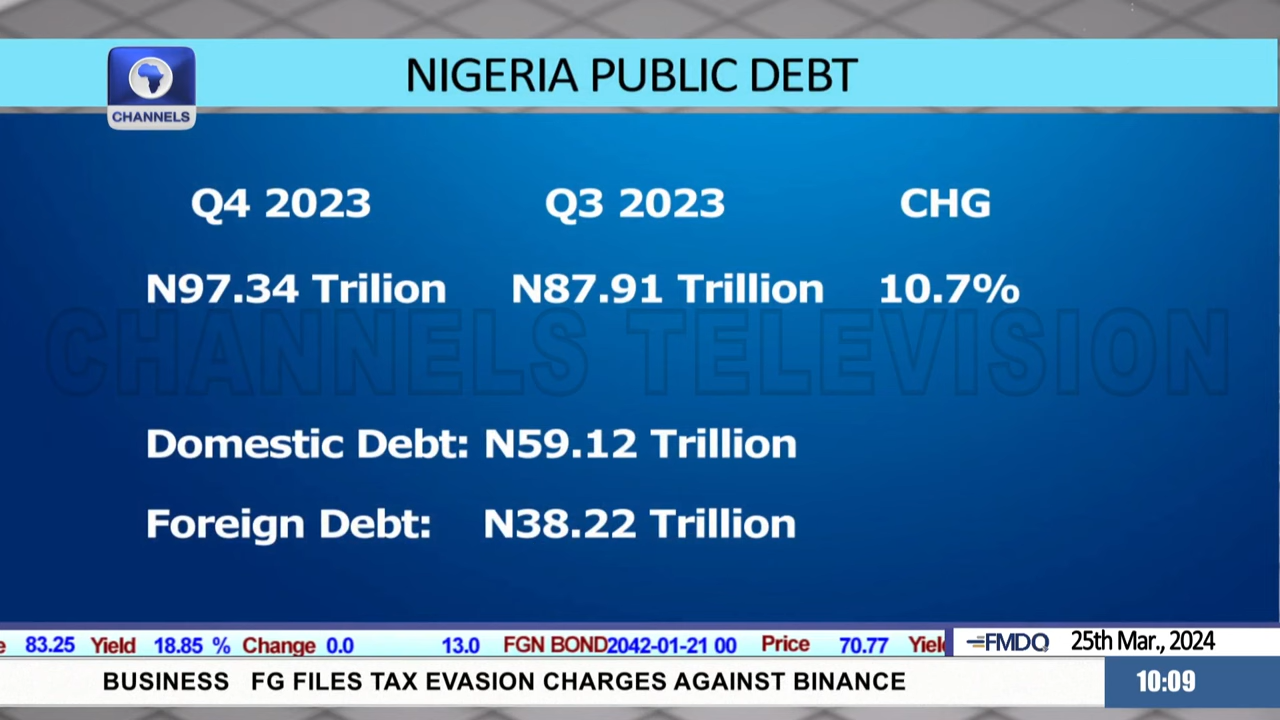 NIGERIA PUBLIC DEBT
CHANNELS
Q4 2023 Q3 2023 CHG
N97.34 Trilion N87.91 Trillion 10.7%
CHANNELS TELEVISION
Domestic Debt: N59.12 Trillion
Foreign Debt: N38.22 Trillion
83.25 Yield 18.85 % Change 0.0 13.0 FGN BOND2042-01-21 00 Price 70.77 FMDQ 25th Mar., 2024
BUSINESS FG FILES TAX EVASION CHARGES AGAINST BINANCE 10:09